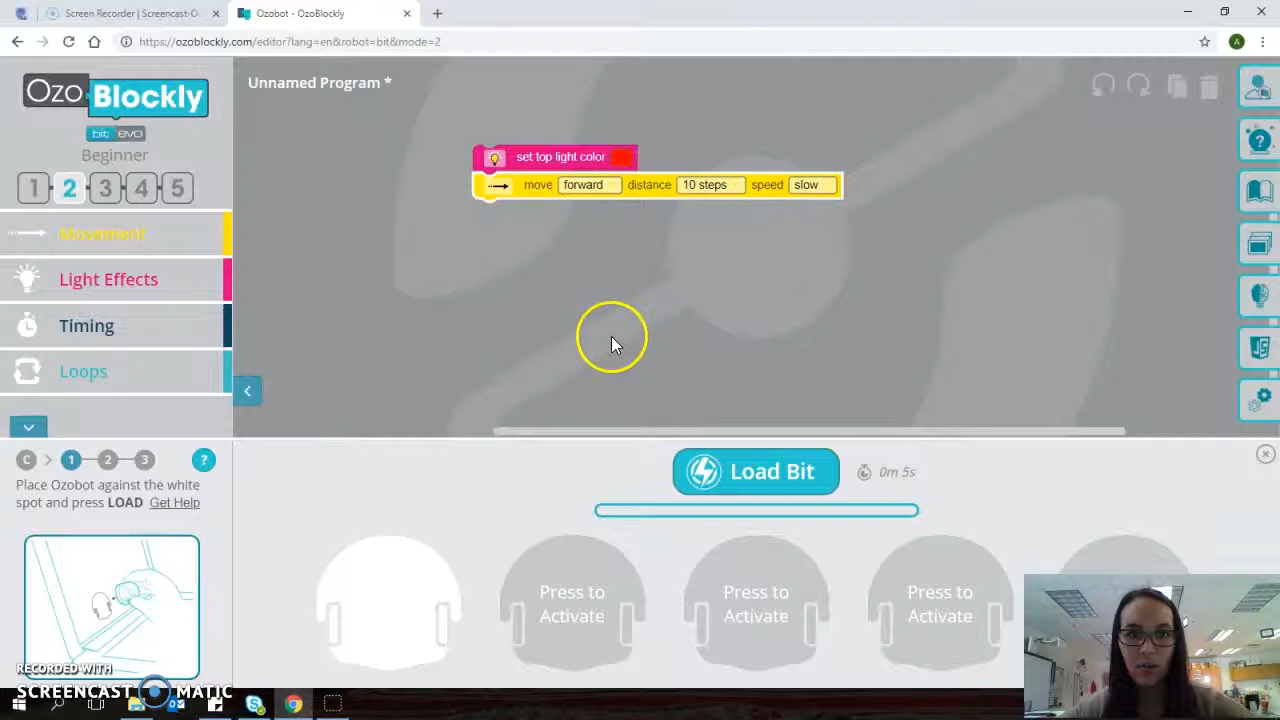 Screen Recorder | Screencast-O
Ozobot - OzoBlockly
https://ozoblockly.com/editor?lang=en&robot=bit&mode=2
A
Ozo Blockly
bit evo
Beginner
1 2 3 4 5
Movement
Light Effects
Timing
Loops
Unnamed Program *
set top light color
move forward distance 10 steps speed slow
JS
C > 1 2 3 ?
Place Ozobot against the white
spot and press LOAD Get Help
Load Bit
0m 5s
Press to
Activate
Press to
Activate
Press to
Activate
RECORDED WITH
SCREENCAST MATIC